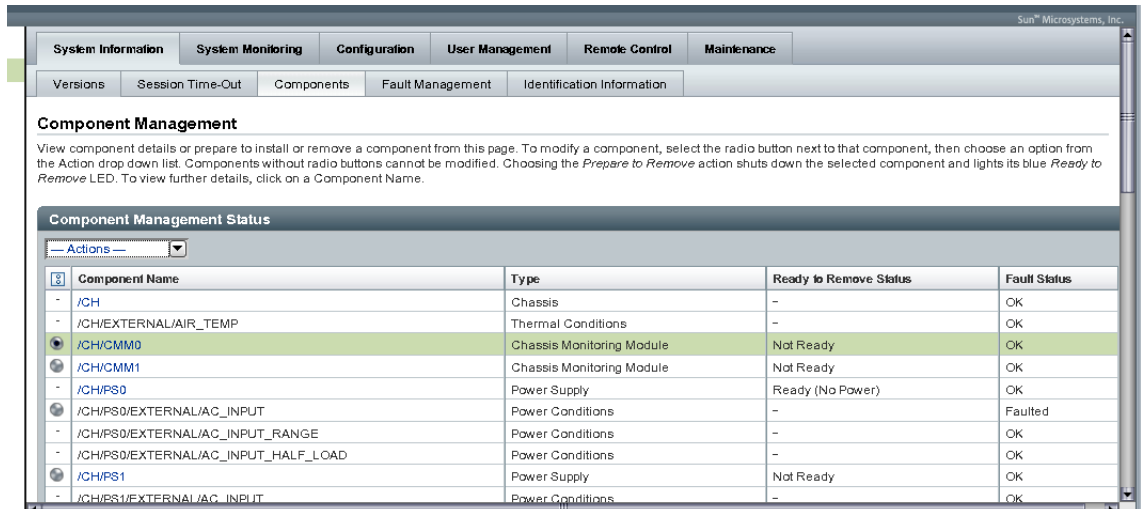 Sun™ Microsystems, Inc.
System Information System Monitoring Configuration User Management Remote Control Maintenance
Versions Session Time-Out Components Fault Management Identification Information
Component Management
View component details or prepare to install or remove a component from this page. To modify a component, select the radio button next to that component, then choose an option from
the Action drop down list. Components without radio buttons cannot be modified. Choosing the Prepare to Remove action shuts down the selected component and lights its blue Ready to
Remove LED. To view further details, click on a Component Name.
Component Management Status
— Actions —
Component Name Type Ready to Remove Status Fault Status
- /CH Chassis – OK
- /CH/EXTERNAL/AIR_TEMP Thermal Conditions – OK
/CH/CMM0 Chassis Monitoring Module Not Ready OK
/CH/CMM1 Chassis Monitoring Module Not Ready OK
- /CH/PS0 Power Supply Ready (No Power) OK
/CH/PS0/EXTERNAL/AC_INPUT Power Conditions – Faulted
- /CH/PS0/EXTERNAL/AC_INPUT_RANGE Power Conditions – OK
- /CH/PS0/EXTERNAL/AC_INPUT_HALF_LOAD Power Conditions – OK
/CH/PS1 Power Supply Not Ready OK
- /CH/PS1/EXTERNAL/AC_INPUT Power Conditions – OK